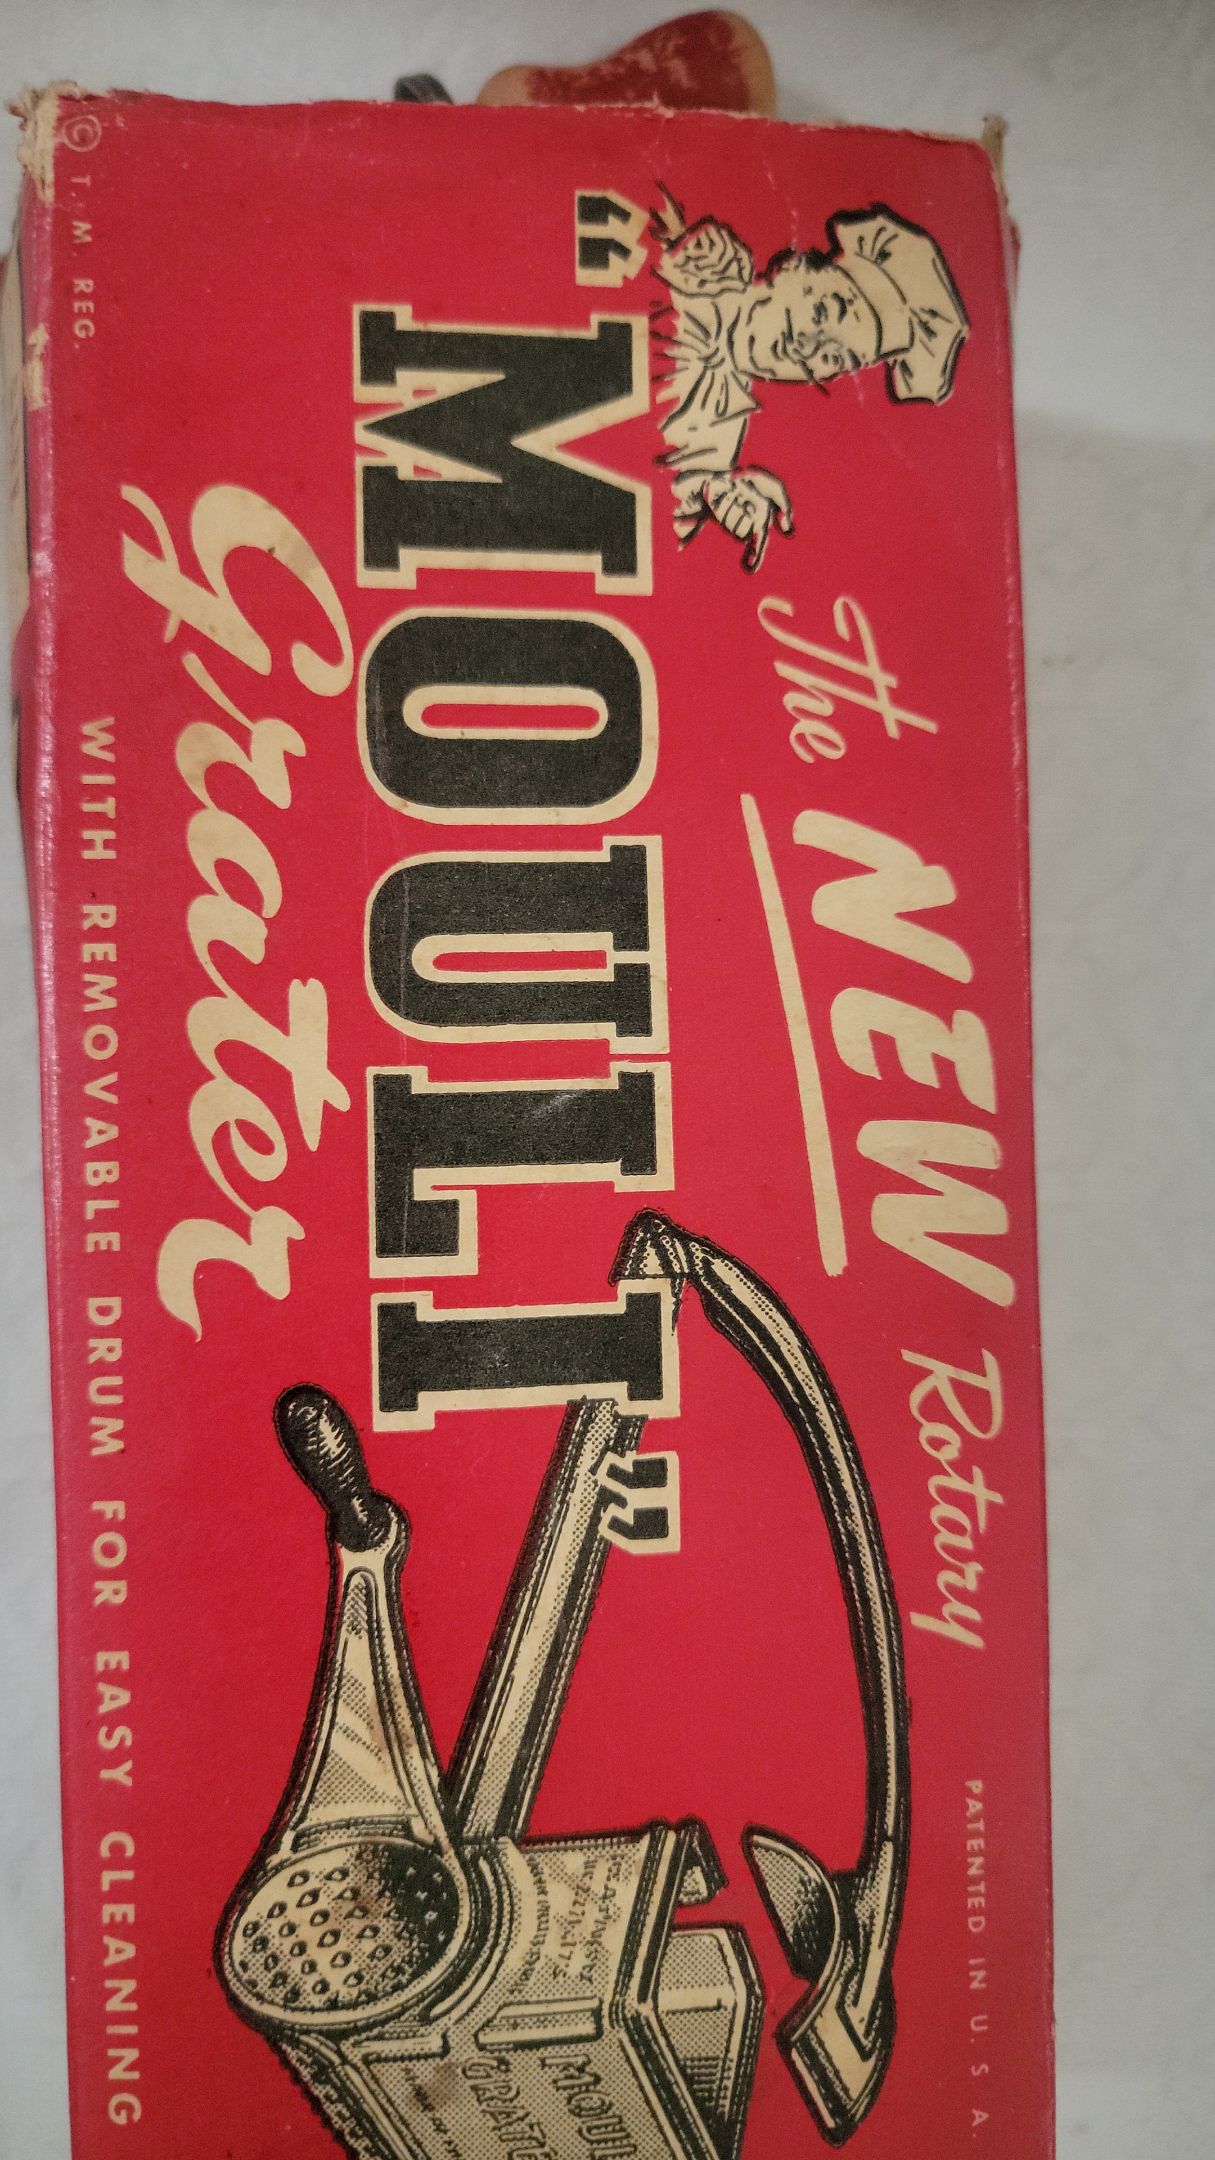 The NEW Rotary
PATENTED IN U. S. A.
"MOULI"
Grater
WITH REMOVABLE DRUM FOR EASY CLEANING
© T. M. REG.